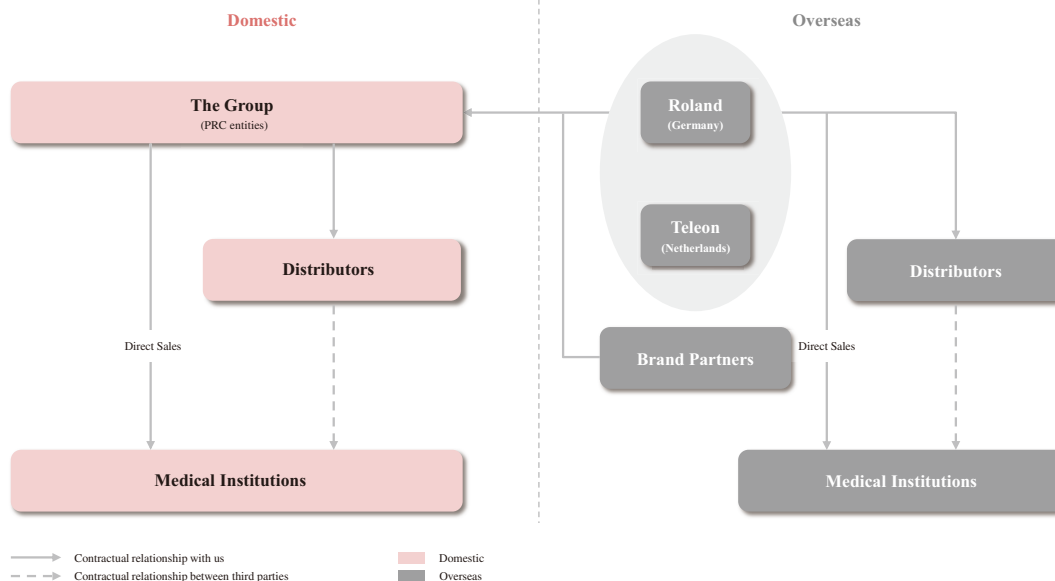 Domestic
Overseas
The Group
(PRC entities)
Roland
(Germany)
Teleon
(Netherlands)
Distributors
Distributors
Direct Sales
Brand Partners
Direct Sales
Medical Institutions
Medical Institutions
Contractual relationship with us
Domestic
Contractual relationship between third parties
Overseas